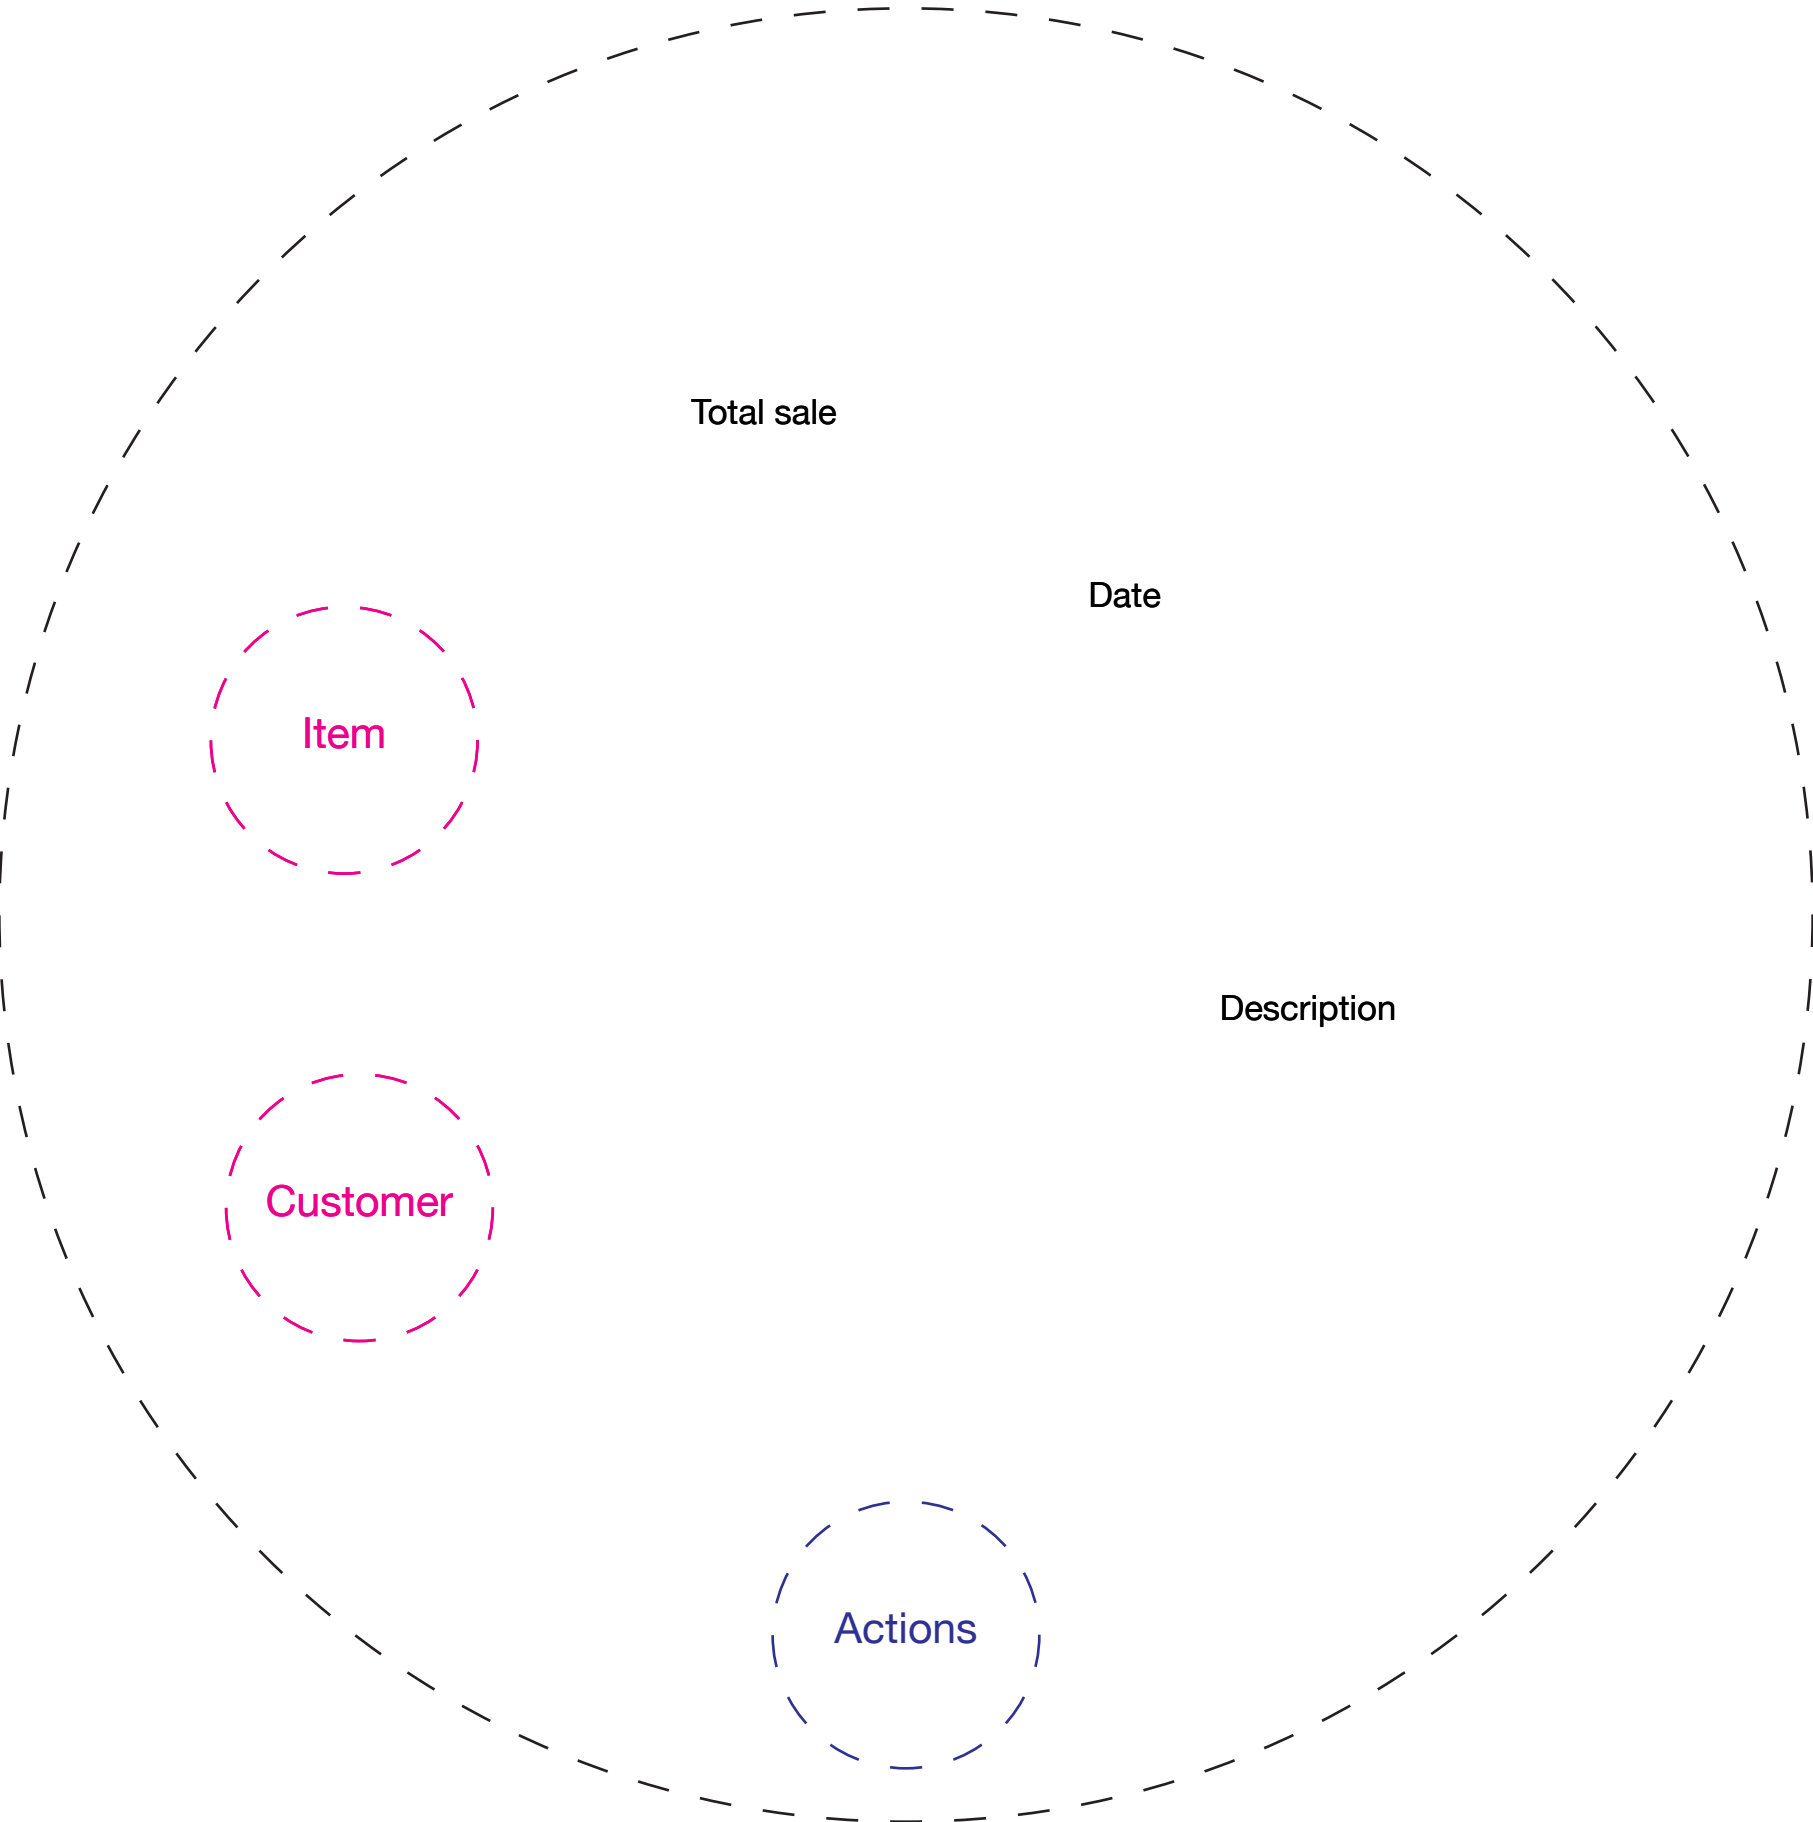 Total sale
Date
Item
Description
Customer
Actions